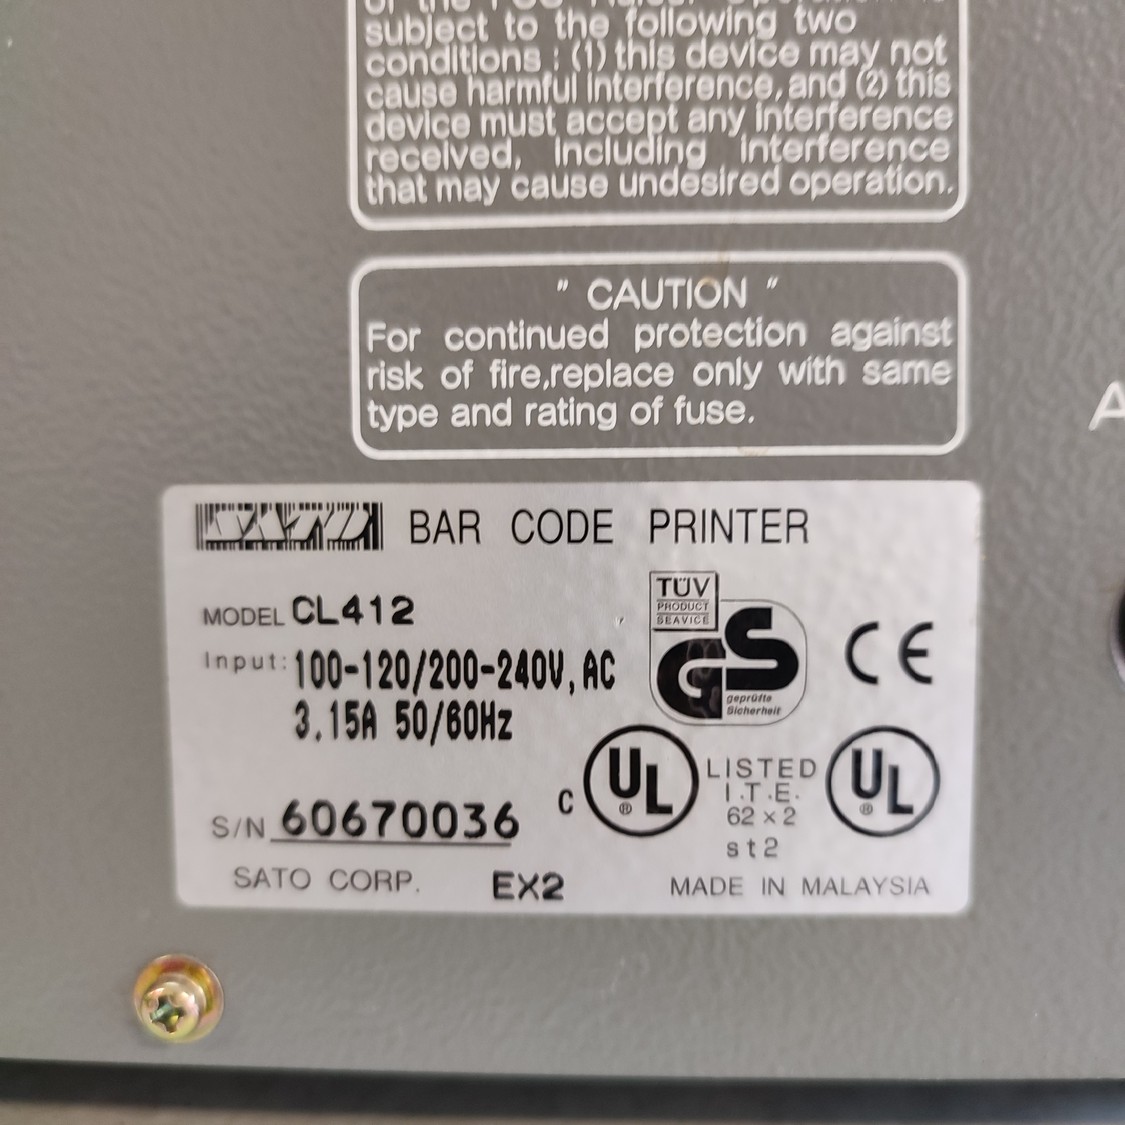 subject to the following two
conditions : (1) this device may not
cause harmful interference, and (2) this
device must accept any interference
received, including interference
that may cause undesired operation.
" CAUTION "
For continued protection against
risk of fire,replace only with same
type and rating of fuse.
SATO BAR CODE PRINTER
MODEL CL412
Input: 100-120/200-240V, AC
3.15A 50/60Hz
TÜV
PRODUCT
SERVICE
GS
geprüfte
Sicherheit
CE
C UL ®
LISTED
I.T.E.
62 x 2
st2
UL ®
S/N 60670036
SATO CORP. EX2 MADE IN MALAYSIA
A